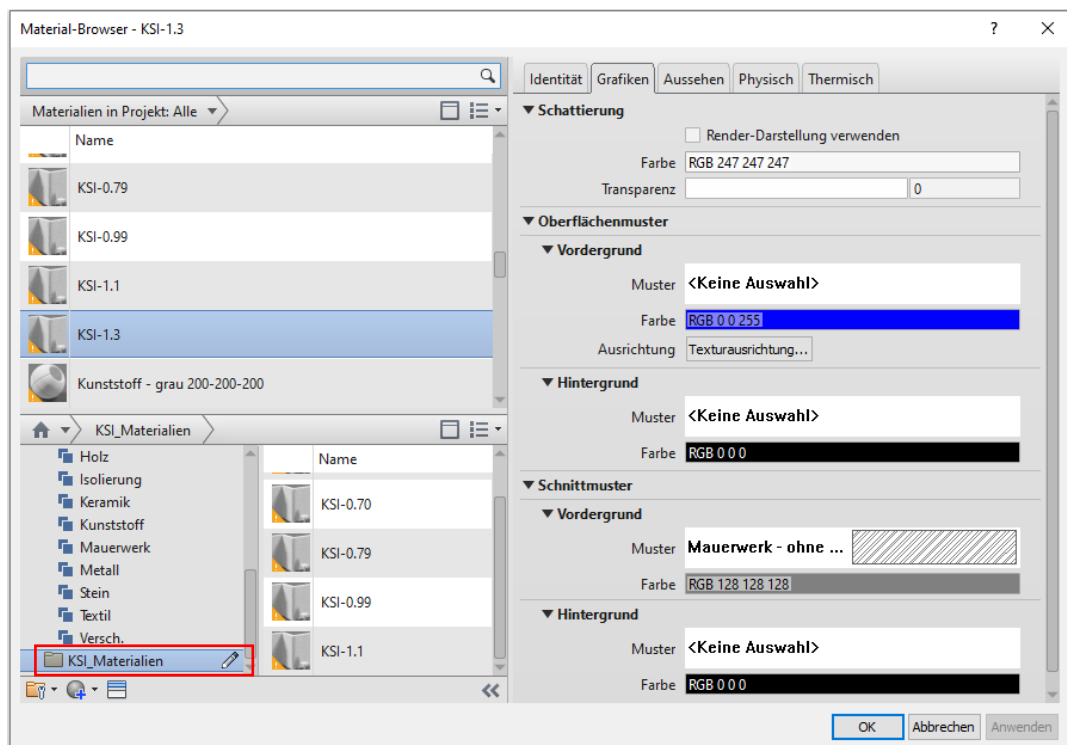 Material-Browser - KSI-1.3
?
Materialien in Projekt: Alle
Name
KSI-0.79
KSI-0.99
KSI-1.1
KSI-1.3
Kunststoff - grau 200-200-200
KSI_Materialien
Holz
Isolierung
Keramik
Kunststoff
Mauerwerk
Metall
Stein
Textil
Versch.
KSI_Materialien
Name
KSI-0.70
KSI-0.79
KSI-0.99
KSI-1.1
Identität Grafiken Aussehen Physisch Thermisch
Schattierung
Render-Darstellung verwenden
Farbe RGB 247 247 247
Transparenz 0
Oberflächenmuster
Vordergrund
Muster <Keine Auswahl>
Farbe RGB 0 0 255
Ausrichtung Texturausrichtung...
Hintergrund
Muster <Keine Auswahl>
Farbe RGB 0 0 0
Schnittmuster
Vordergrund
Muster Mauerwerk - ohne ...
Farbe RGB 128 128 128
Hintergrund
Muster <Keine Auswahl>
Farbe RGB 0 0 0
OK Abbrechen Anwenden